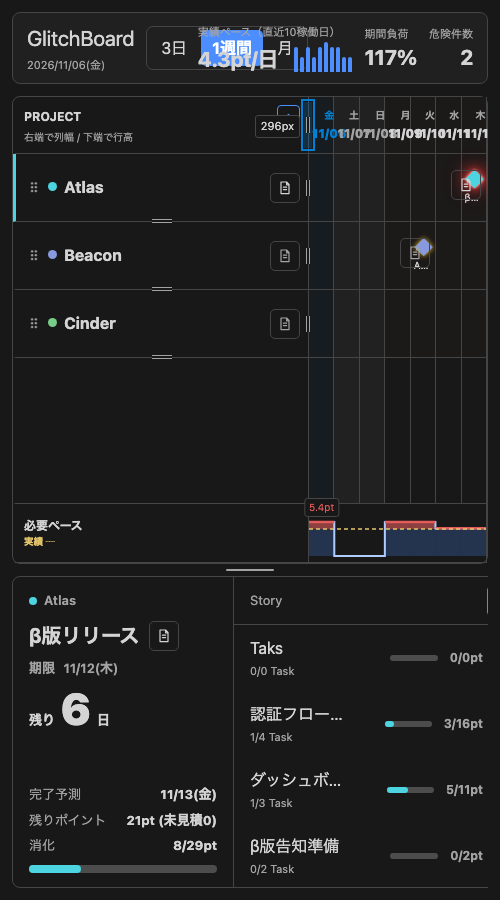 GlitchBoard
2026/11/06(金)
3日
1週間
月
実績ペース（直近10稼働日）
4.3pt/日
期間負荷
117%
危険件数
2
PROJECT
右端で列幅 / 下端で行高
296px
金 土 日 月 火 水 木
Atlas
β...
Beacon
A...
Cinder
必要ペース
実績
5.4pt
Atlas
β版リリース
期限 11/12(木)
残り 6 日
完了予測 11/13(金)
残りポイント 21pt (未見積0)
消化 8/29pt
Story
Taks
0/0 Task
0/0pt
認証フロー...
1/4 Task
3/16pt
ダッシュボ...
1/3 Task
5/11pt
β版告知準備
0/2 Task
0/2pt